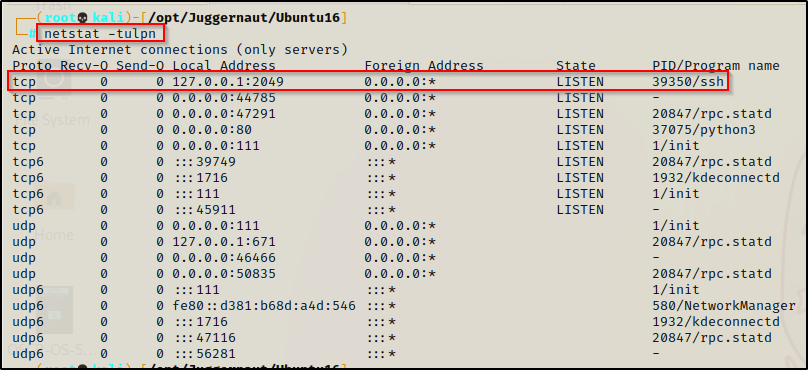 (root💀kali)-[/opt/Juggernaut/Ubuntu16]
# netstat -tulpn
Active Internet connections (only servers)
Proto Recv-Q Send-Q Local Address Foreign Address State PID/Program name
tcp 0 0 127.0.0.1:2049 0.0.0.0:* LISTEN 39350/ssh
tcp 0 0 0.0.0.0:44785 0.0.0.0:* LISTEN -
tcp 0 0 0.0.0.0:47291 0.0.0.0:* LISTEN 20847/rpc.statd
tcp 0 0 0.0.0.0:80 0.0.0.0:* LISTEN 37075/python3
tcp 0 0 0.0.0.0:111 0.0.0.0:* LISTEN 1/init
tcp6 0 0 :::39749 :::* LISTEN 20847/rpc.statd
tcp6 0 0 :::1716 :::* LISTEN 1932/kdeconnectd
tcp6 0 0 :::111 :::* LISTEN 1/init
tcp6 0 0 :::45911 :::* LISTEN -
udp 0 0 0.0.0.0:111 0.0.0.0:* 1/init
udp 0 0 127.0.0.1:671 0.0.0.0:* 20847/rpc.statd
udp 0 0 0.0.0.0:46466 0.0.0.0:* -
udp 0 0 0.0.0.0:50835 0.0.0.0:* 20847/rpc.statd
udp6 0 0 :::111 :::* 1/init
udp6 0 0 fe80::d381:b68d:a4d:546 :::* 580/NetworkManager
udp6 0 0 :::1716 :::* 1932/kdeconnectd
udp6 0 0 :::47116 :::* 20847/rpc.statd
udp6 0 0 :::56281 :::* -
(root💀kali)-[/opt/Juggernaut/Ubuntu16]
File System
Home